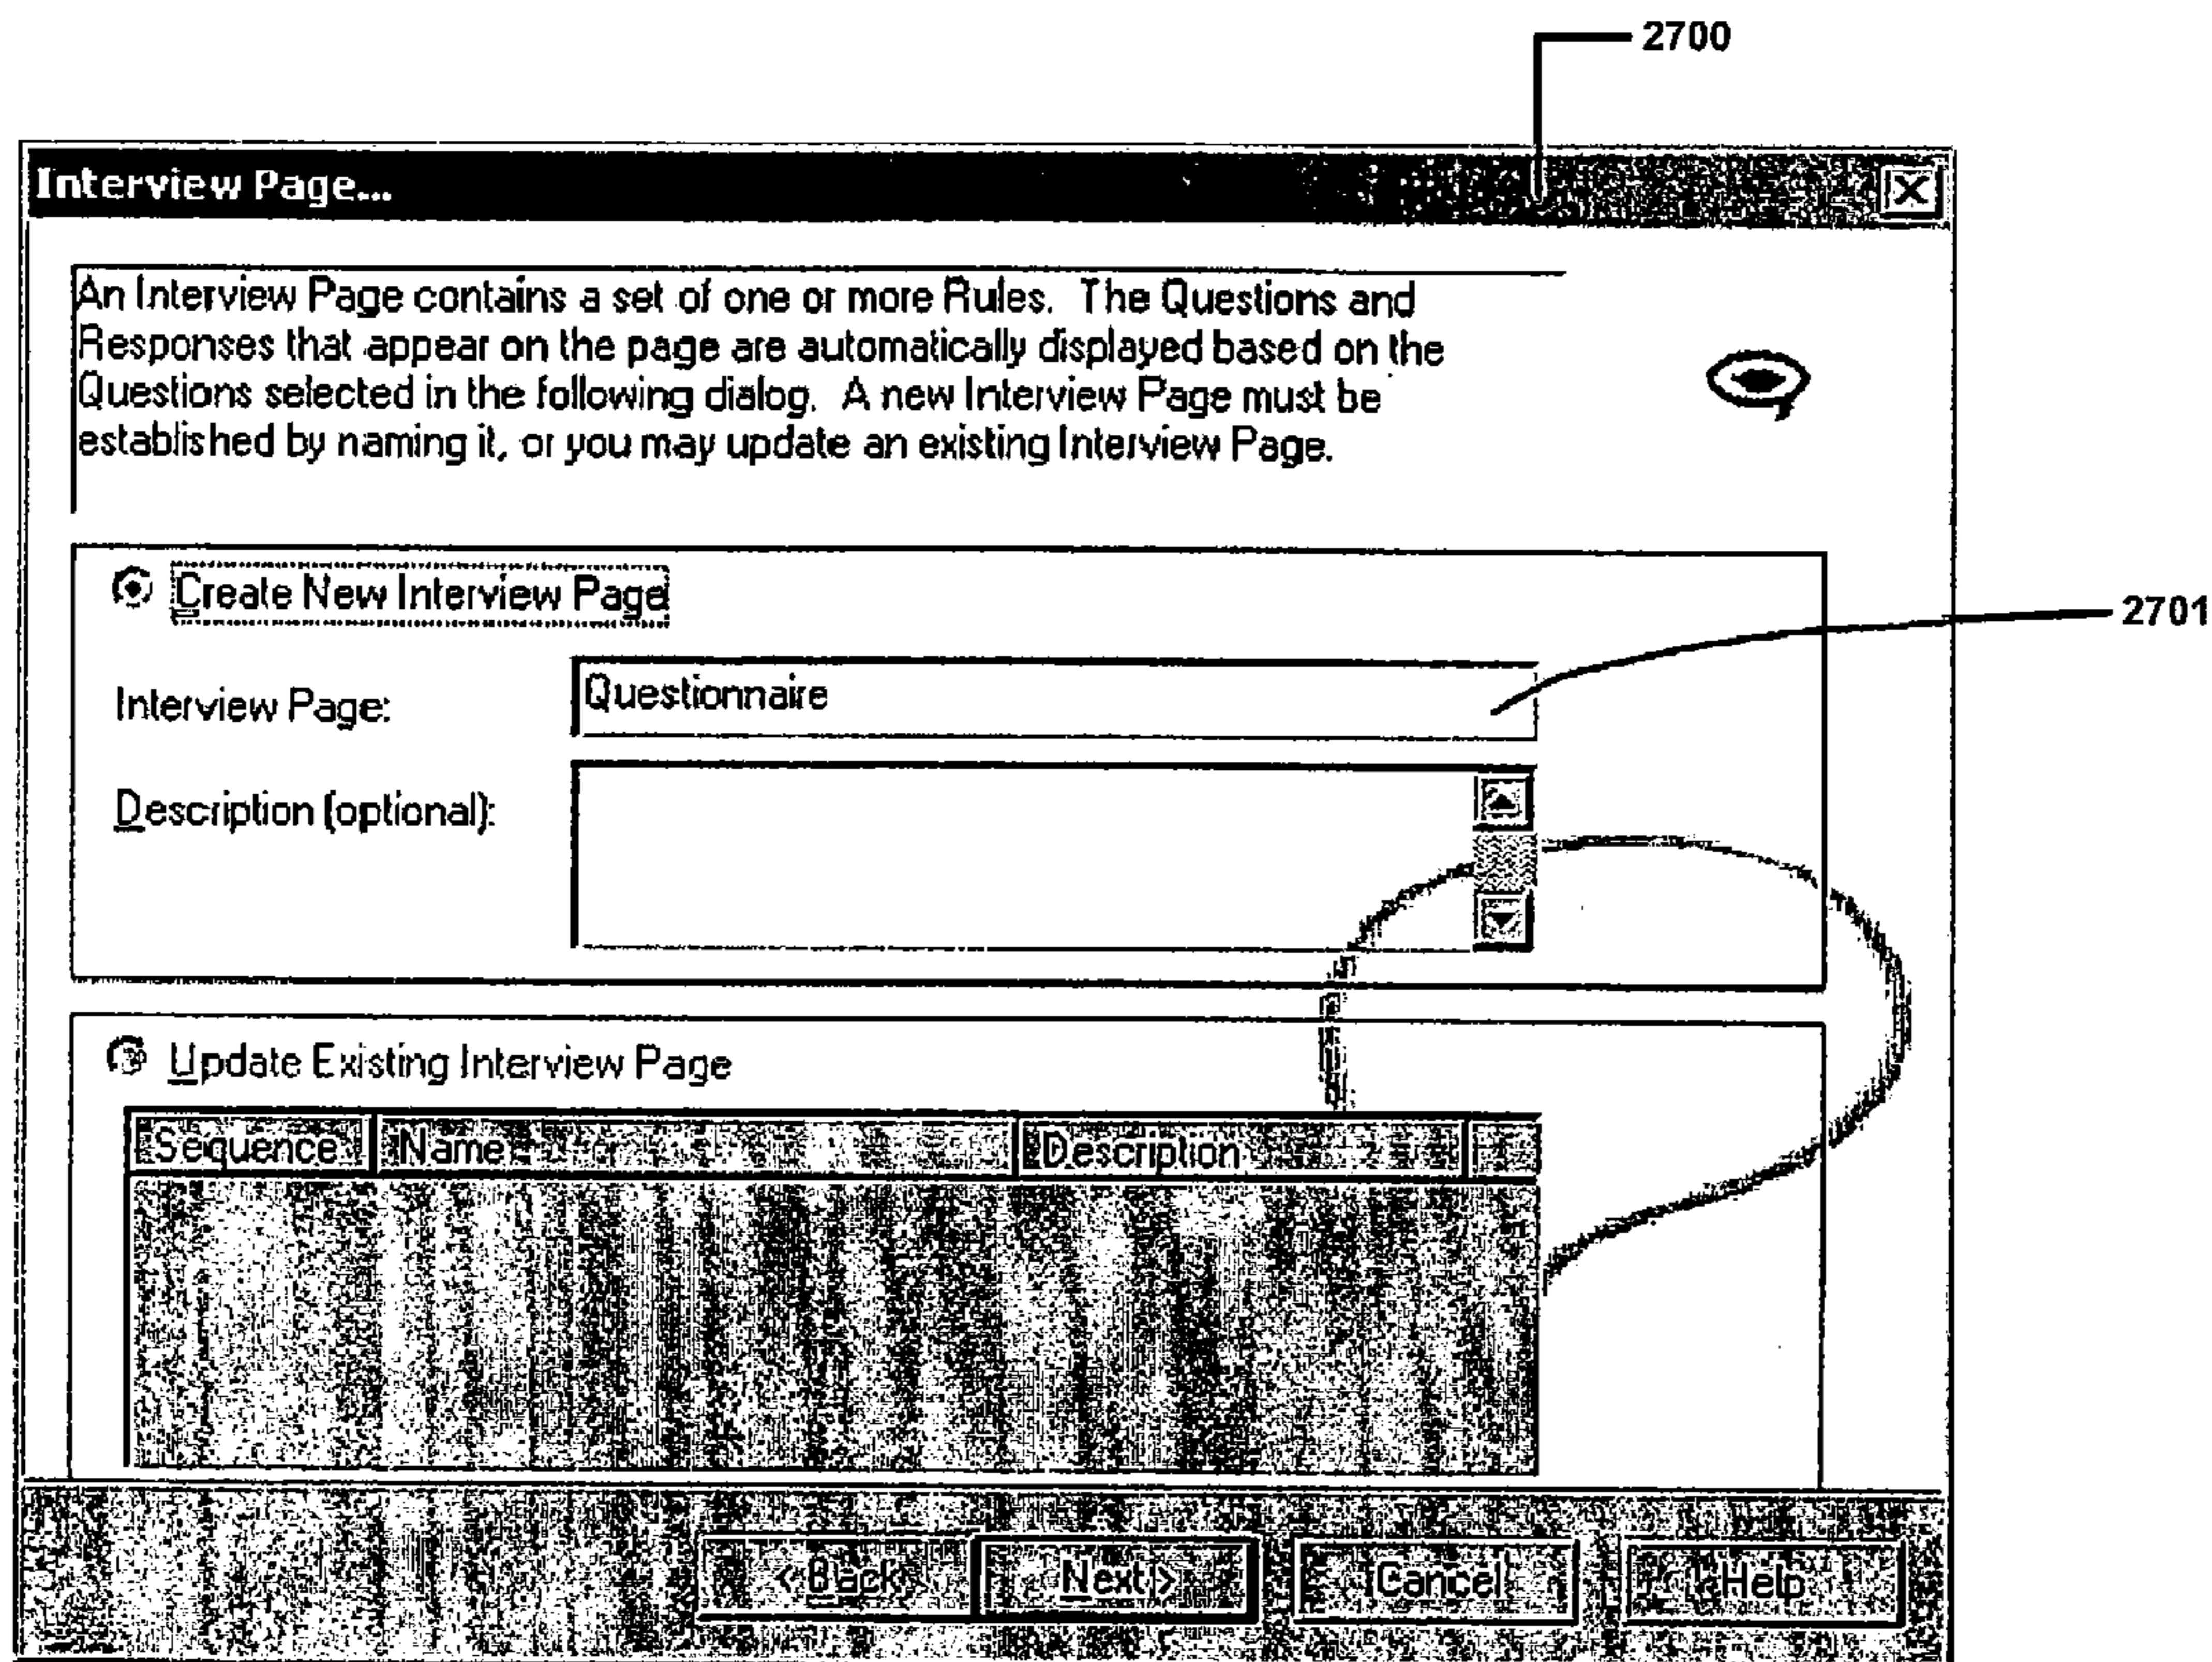 2700
Interview Page...
An Interview Page contains a set of one or more Rules. The Questions and
Responses that appear on the page are automatically displayed based on the
Questions selected in the following dialog. A new Interview Page must be
established by naming it, or you may update an existing Interview Page.
Create New Interview Page
2701
Interview Page: Questionnaire
Description (optional):
Update Existing Interview Page
Sequence Name Description
< Back Next > Cancel Help